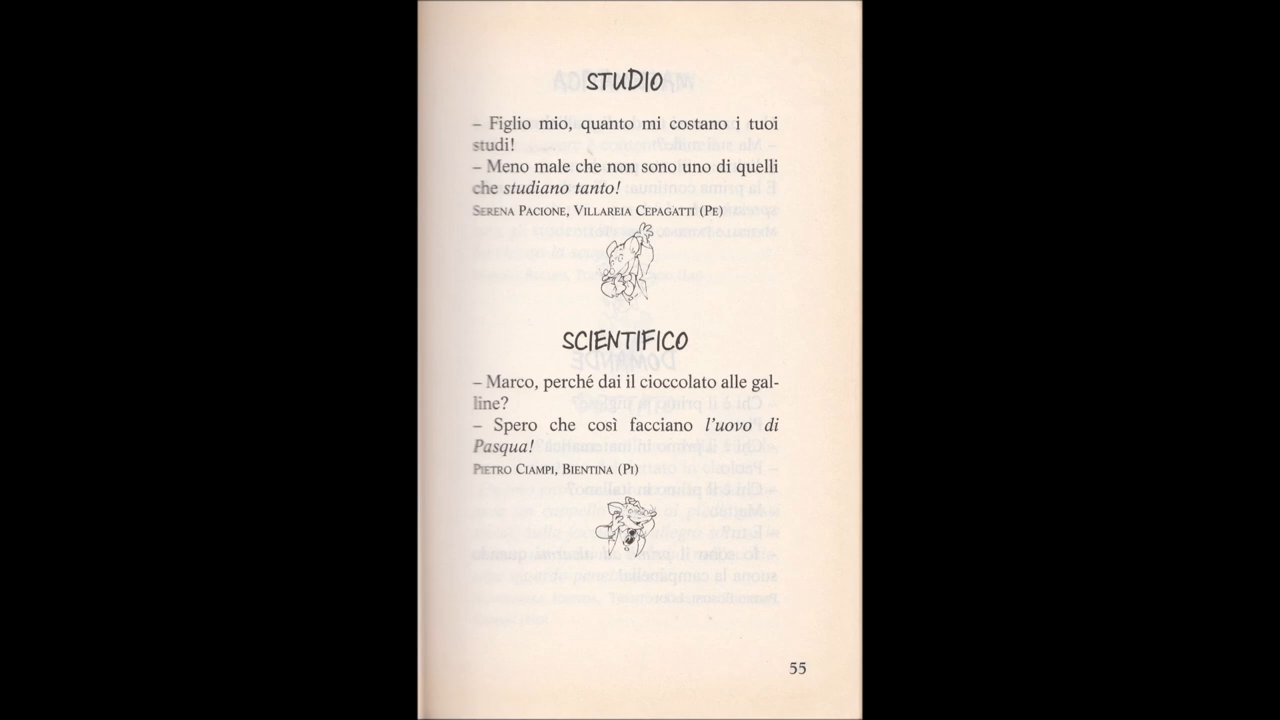 STUDIO
– Figlio mio, quanto mi costano i tuoi
studi!
– Meno male che non sono uno di quelli
che studiano tanto!
SERENA PACIONE, VILLAREIA CEPAGATTI (PE)
SCIENTIFICO
– Marco, perché dai il cioccolato alle gal-
line?
– Spero che così facciano l'uovo di
Pasqua!
PIETRO CIAMPI, BIENTINA (PI)
55